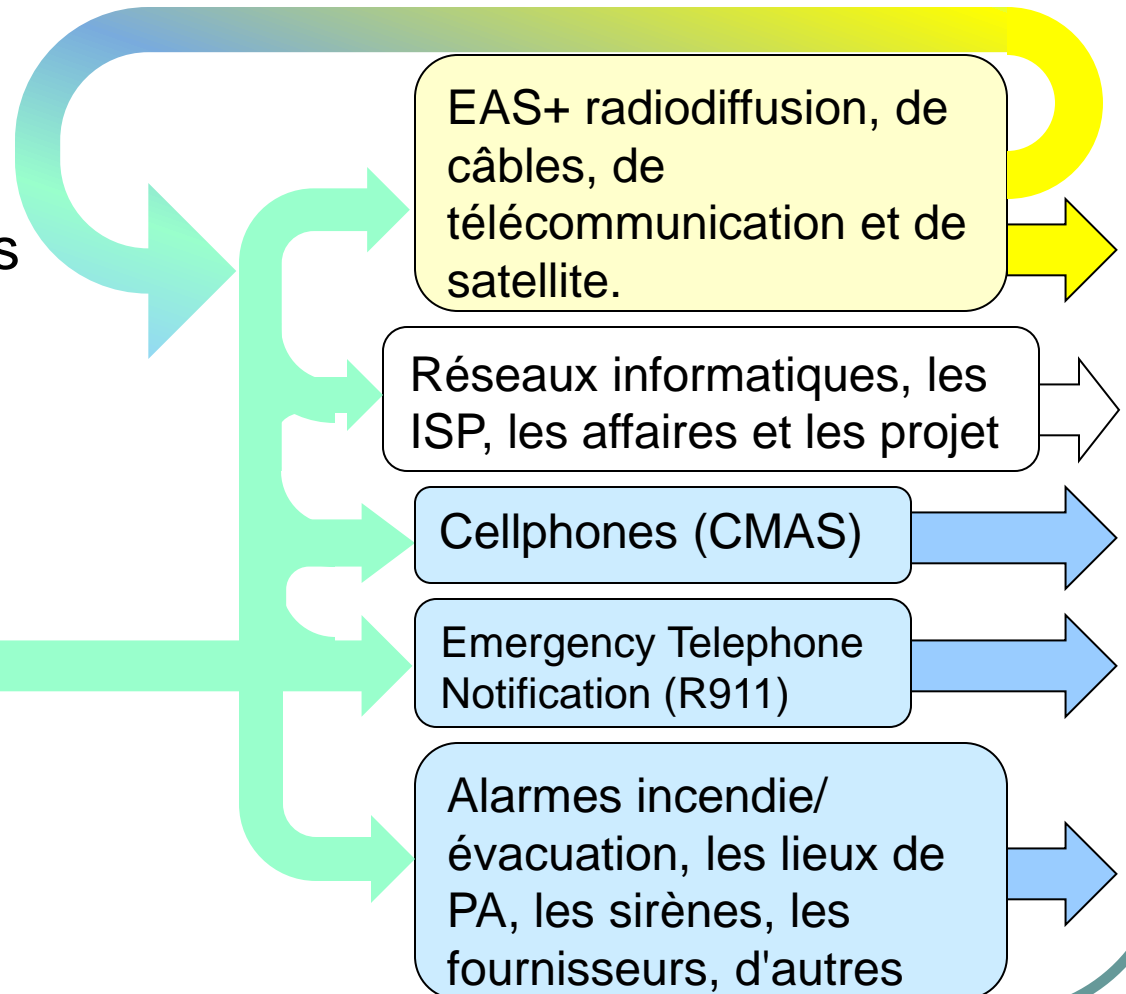 s
EAS+ radiodiffusion, de
câbles, de
télécommunication et de
satellite.
Réseaux informatiques, les
ISP, les affaires et les projet
Cellphones (CMAS)
Emergency Telephone
Notification (R911)
Alarmes incendie/
évacuation, les lieux de
PA, les sirènes, les
fournisseurs, d'autres